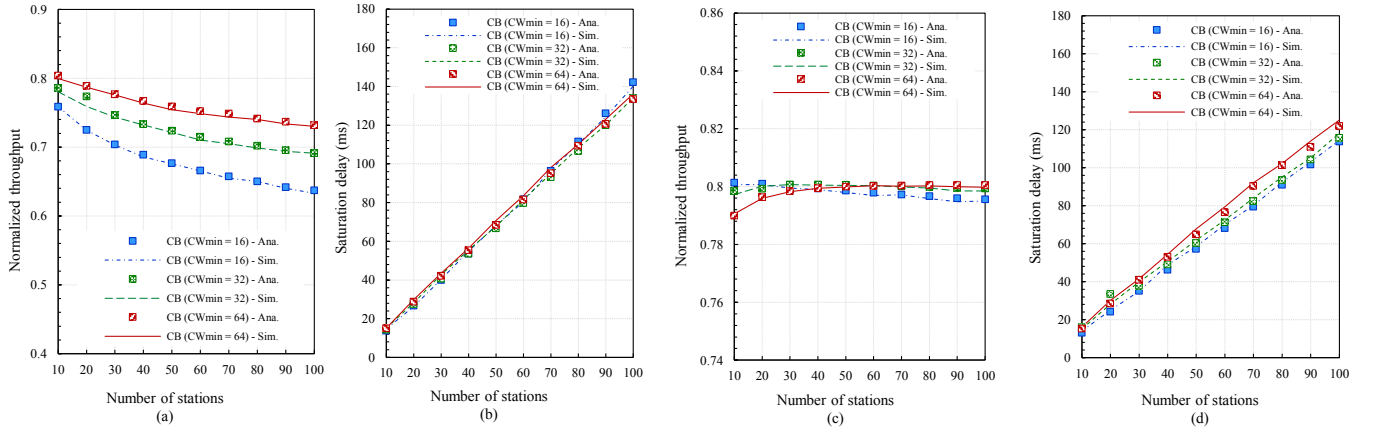 0.9
0.8
0.7
0.6
0.5
0.4
Normalized throughput
CB (CWmin = 16) - Ana.
CB (CWmin = 16) - Sim.
CB (CWmin = 32) - Ana.
CB (CWmin = 32) - Sim.
CB (CWmin = 64) - Ana.
CB (CWmin = 64) - Sim.
10 20 30 40 50 60 70 80 90 100
Number of stations
(a)
180
160
140
120
100
80
60
40
20
0
Saturation delay (ms)
CB (CWmin = 16) - Ana.
CB (CWmin = 16) - Sim.
CB (CWmin = 32) - Ana.
CB (CWmin = 32) - Sim.
CB (CWmin = 64) - Ana.
CB (CWmin = 64) - Sim.
10 20 30 40 50 60 70 80 90 100
Number of stations
(b)
0.86
0.84
0.82
0.8
0.78
0.76
0.74
Normalized throughput
CB (CWmin = 16) - Ana.
CB (CWmin = 16) - Sim.
CB (CWmin = 32) - Ana.
CB (CWmin = 32) - Sim.
CB (CWmin = 64) - Ana.
CB (CWmin = 64) - Sim.
10 20 30 40 50 60 70 80 90 100
Number of stations
(c)
180
160
140
120
100
80
60
40
20
0
Saturation delay (ms)
CB (CWmin = 16) - Ana.
CB (CWmin = 16) - Sim.
CB (CWmin = 32) - Ana.
CB (CWmin = 32) - Sim.
CB (CWmin = 64) - Ana.
CB (CWmin = 64) - Sim.
10 20 30 40 50 60 70 80 90 100
Number of stations
(d)